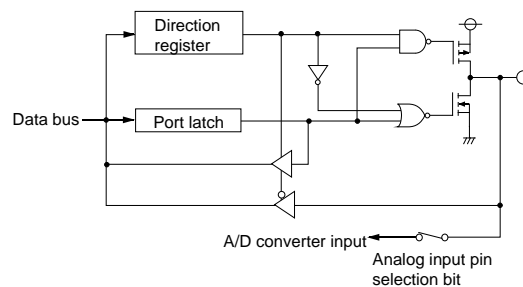 Direction
register
Data bus
Port latch
A/D converter input
Analog input pin
selection bit